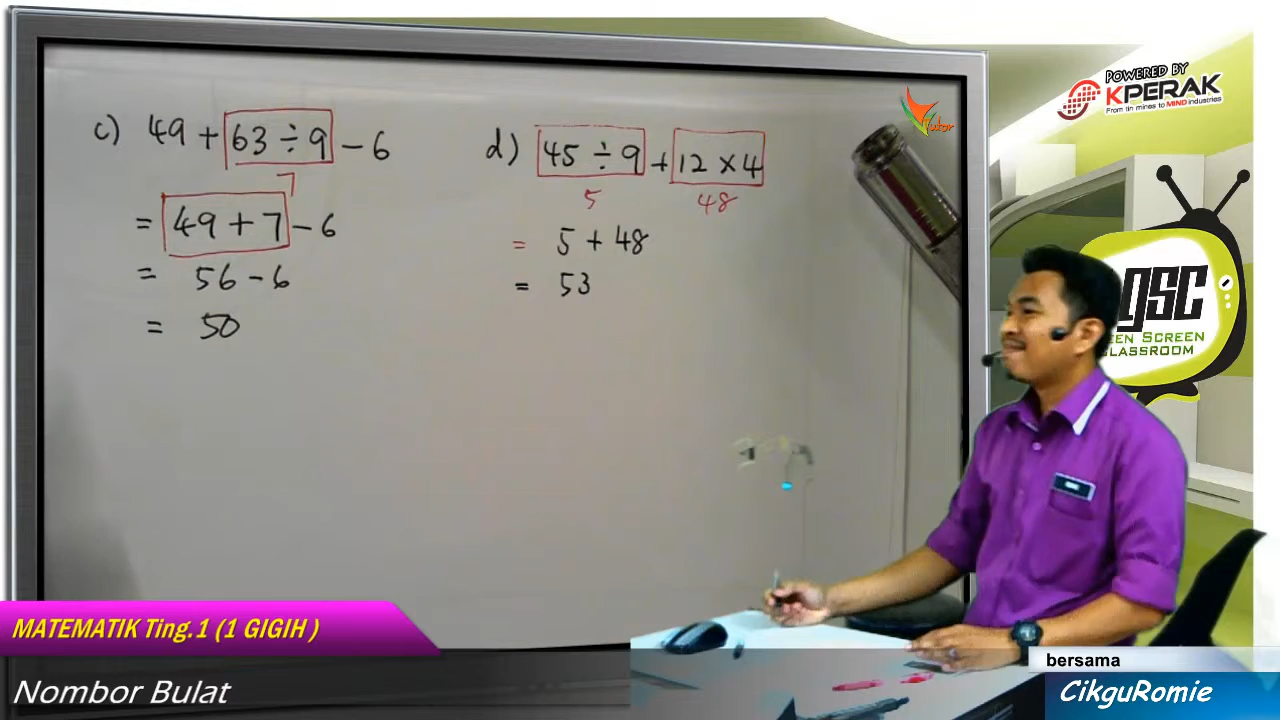 c) 49 + 63 ÷ 9 − 6
7
= 49 + 7 − 6
= 56 − 6
= 50
d) 45 ÷ 9 + 12 × 4
5 48
= 5 + 48
= 53
Tutor
POWERED BY
KPERAK
From tin mines to MIND industries
GSC
EEN SCREEN
LASSROOM
MATEMATIK Ting.1 (1 GIGIH )
Nombor Bulat
bersama
CikguRomie